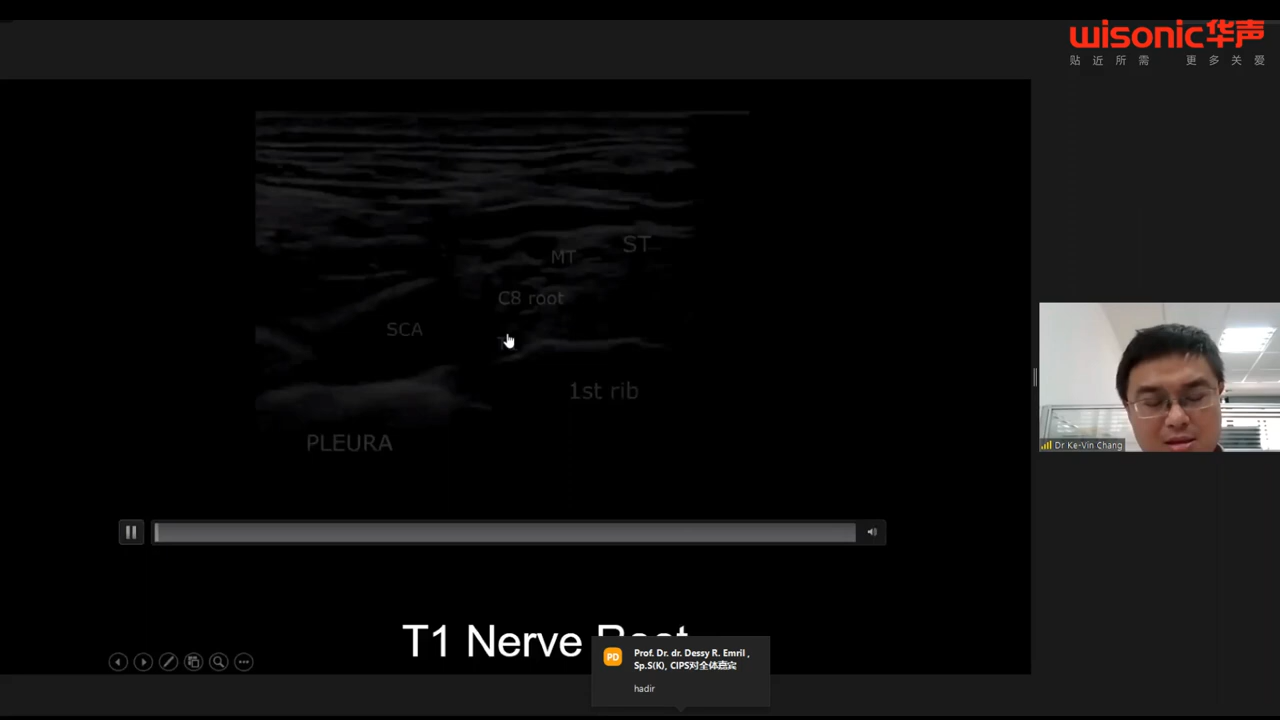 wisonic华声
贴近所需 更多关爱
ST
MT
C8 root
SCA
1st rib
PLEURA
Dr Ke-Vin Chang
T1 Nerve Root
PD
Prof. Dr. dr. Dessy R. Emril ,
Sp.S(K), CIPS对全体嘉宾
hadir